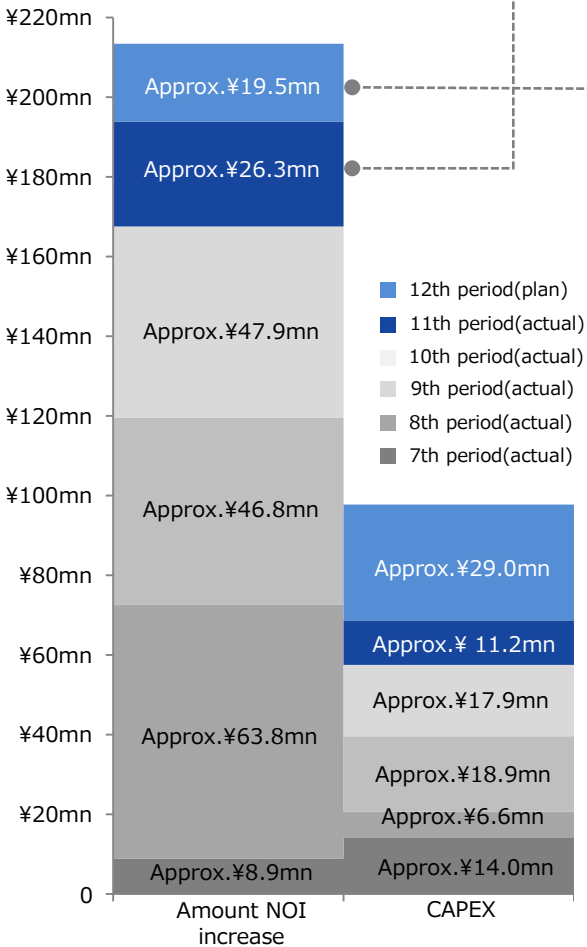 ¥220mn
¥200mn
¥180mn
¥160mn
¥140mn
¥120mn
¥100mn
¥80mn
¥60mn
¥40mn
¥20mn
0
Approx.¥19.5mn
Approx.¥26.3mn
Approx.¥47.9mn
Approx.¥46.8mn
Approx.¥63.8mn
Approx.¥8.9mn
12th period(plan)
11th period(actual)
10th period(actual)
9th period(actual)
8th period(actual)
7th period(actual)
Approx.¥29.0mn
Approx.¥ 11.2mn
Approx.¥17.9mn
Approx.¥18.9mn
Approx.¥6.6mn
Approx.¥14.0mn
Amount NOI
increase
CAPEX